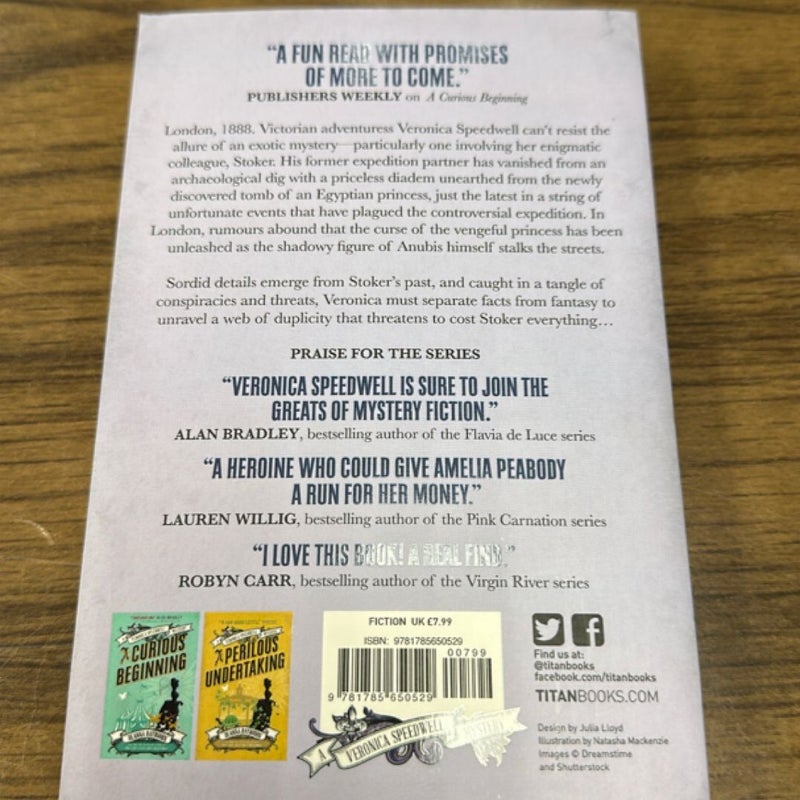 “A FUN READ WITH PROMISES
OF MORE TO COME.”
PUBLISHERS WEEKLY on A Curious Beginning
London, 1888. Victorian adventuress Veronica Speedwell can't resist the
allure of an exotic mystery—particularly one involving her enigmatic
colleague, Stoker. His former expedition partner has vanished from an
archaeological dig with a priceless diadem unearthed from the newly
discovered tomb of an Egyptian princess, just the latest in a string of
unfortunate events that have plagued the controversial expedition. In
London, rumours abound that the curse of the vengeful princess has been
unleashed as the shadowy figure of Anubis himself stalks the streets.
Sordid details emerge from Stoker's past, and caught in a tangle of
conspiracies and threats, Veronica must separate facts from fantasy to
unravel a web of duplicity that threatens to cost Stoker everything…
PRAISE FOR THE SERIES
“VERONICA SPEEDWELL IS SURE TO JOIN THE
GREATS OF MYSTERY FICTION.”
ALAN BRADLEY, bestselling author of the Flavia de Luce series
“A HEROINE WHO COULD GIVE AMELIA PEABODY
A RUN FOR HER MONEY.”
LAUREN WILLIG, bestselling author of the Pink Carnation series
“I LOVE THIS BOOK! A REAL FIND.”
ROBYN CARR, bestselling author of the Virgin River series
A CURIOUS
BEGINNING
DEANNA RAYBOURN
A PERILOUS
UNDERTAKING
DEANNA RAYBOURN
FICTION UK £7.99
ISBN: 9781785650529
00799
9 781785 650529
A VERONICA SPEEDWELL MYSTERY
Find us at:
@titanbooks
facebook.com/titanbooks
TITANBOOKS.COM
Design by Julia Lloyd
Illustration by Natasha Mackenzie
Images © Dreamstime
and Shutterstock